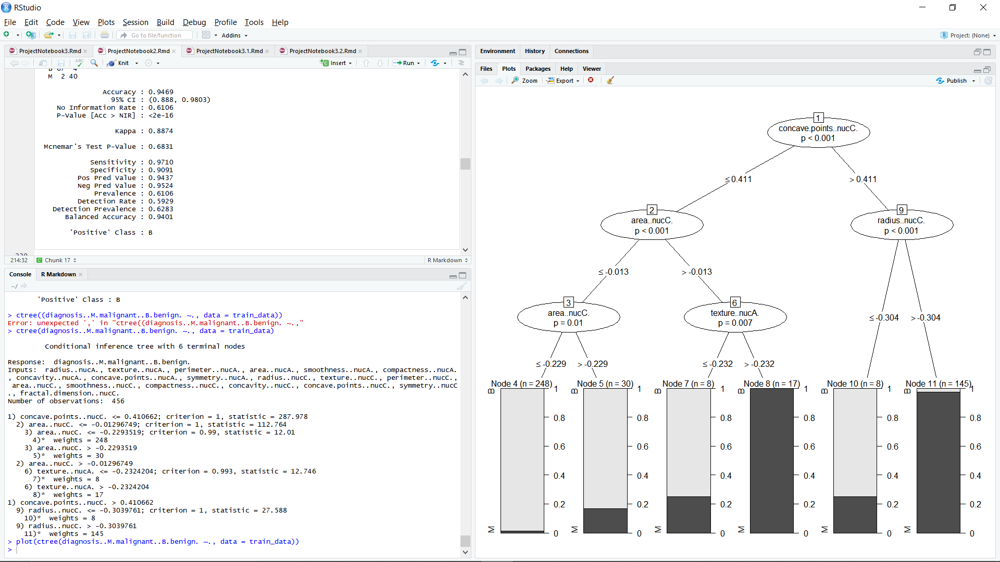 RStudio
File Edit Code View Plots Session Build Debug Profile Tools Help
Go to file/function Addins Project: (None)
ProjectNotebook3.Rmd ProjectNotebook2.Rmd ProjectNotebook3.1.Rmd ProjectNotebook3.2.Rmd
ABC Knit Insert Run
M 2 40
Accuracy : 0.9469
95% CI : (0.888, 0.9803)
No Information Rate : 0.6106
P-Value [Acc > NIR] : <2e-16
Kappa : 0.8874
Mcnemar's Test P-Value : 0.6831
Sensitivity : 0.9710
Specificity : 0.9091
Pos Pred Value : 0.9437
Neg Pred Value : 0.9524
Prevalence : 0.6106
Detection Rate : 0.5929
Detection Prevalence : 0.6283
Balanced Accuracy : 0.9401
'Positive' Class : B
214:32 Chunk 17 R Markdown
Console R Markdown
~/
'Positive' Class : B
> ctree((diagnosis..M.malignant..B.benign. ~., data = train_data))
Error: unexpected ',' in "ctree((diagnosis..M.malignant..B.benign. ~.,"
> ctree(diagnosis..M.malignant..B.benign. ~., data = train_data)
Conditional inference tree with 6 terminal nodes
Response: diagnosis..M.malignant..B.benign.
Inputs: radius..nucA., texture..nucA., perimeter..nucA., area..nucA., smoothness..nucA., compactness..nucA.
, concavity..nucA., concave.points..nucA., symmetry..nucA., radius..nucC., texture..nucC., perimeter..nucC.,
area..nucC., smoothness..nucC., compactness..nucC., concavity..nucC., concave.points..nucC., symmetry..nucC
., fractal.dimension..nucC.
Number of observations: 456
1) concave.points..nucC. <= 0.410662; criterion = 1, statistic = 287.978
2) area..nucC. <= -0.01296749; criterion = 1, statistic = 112.764
3) area..nucC. <= -0.2293519; criterion = 0.99, statistic = 12.01
4)* weights = 248
3) area..nucC. > -0.2293519
5)* weights = 30
2) area..nucC. > -0.01296749
6) texture..nucA. <= -0.2324204; criterion = 0.993, statistic = 12.746
7)* weights = 8
6) texture..nucA. > -0.2324204
8)* weights = 17
1) concave.points..nucC. > 0.410662
9) radius..nucC. <= -0.3039761; criterion = 1, statistic = 27.588
10)* weights = 8
9) radius..nucC. > -0.3039761
11)* weights = 145
> plot(ctree(diagnosis..M.malignant..B.benign. ~., data = train_data))
>
Environment History Connections
Files Plots Packages Help Viewer
Zoom Export Publish
1
concave.points..nucC.
p < 0.001
≤ 0.411 > 0.411
2 9
area..nucC. radius..nucC.
p < 0.001 p < 0.001
≤ -0.013 > -0.013
3 6
area..nucC. texture..nucA. ≤ -0.304 > -0.304
p = 0.01 p = 0.007
≤ -0.229 > -0.229 ≤ -0.232 > -0.232
Node 4 (n = 248) Node 5 (n = 30) Node 7 (n = 8) Node 8 (n = 17) Node 10 (n = 8) Node 11 (n = 145)
B 1 B 1 B 1 B 1 B 1 B 1
0.8 0.8 0.8 0.8 0.8 0.8
0.6 0.6 0.6 0.6 0.6 0.6
0.4 0.4 0.4 0.4 0.4 0.4
0.2 0.2 0.2 0.2 0.2 0.2
M 0 M 0 M 0 M 0 M 0 M 0